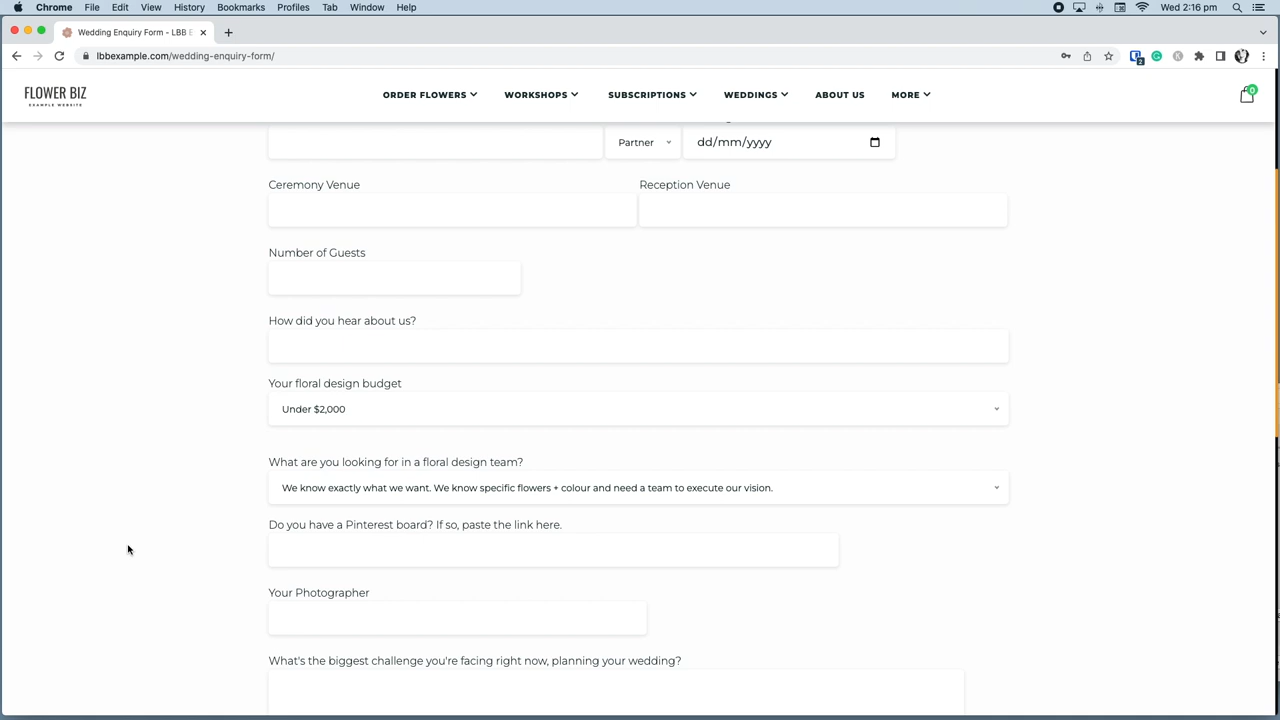 Chrome File Edit View History Bookmarks Profiles Tab Window Help Wed 2:16 pm
Wedding Enquiry Form - LBB E
lbbexample.com/wedding-enquiry-form/
2
FLOWER BIZ
EXAMPLE WEBSITE
ORDER FLOWERS WORKSHOPS SUBSCRIPTIONS WEDDINGS ABOUT US MORE
0
Partner dd/mm/yyyy
Ceremony Venue Reception Venue
Number of Guests
How did you hear about us?
Your floral design budget
Under $2,000
What are you looking for in a floral design team?
We know exactly what we want. We know specific flowers + colour and need a team to execute our vision.
Do you have a Pinterest board? If so, paste the link here.
Your Photographer
What's the biggest challenge you're facing right now, planning your wedding?